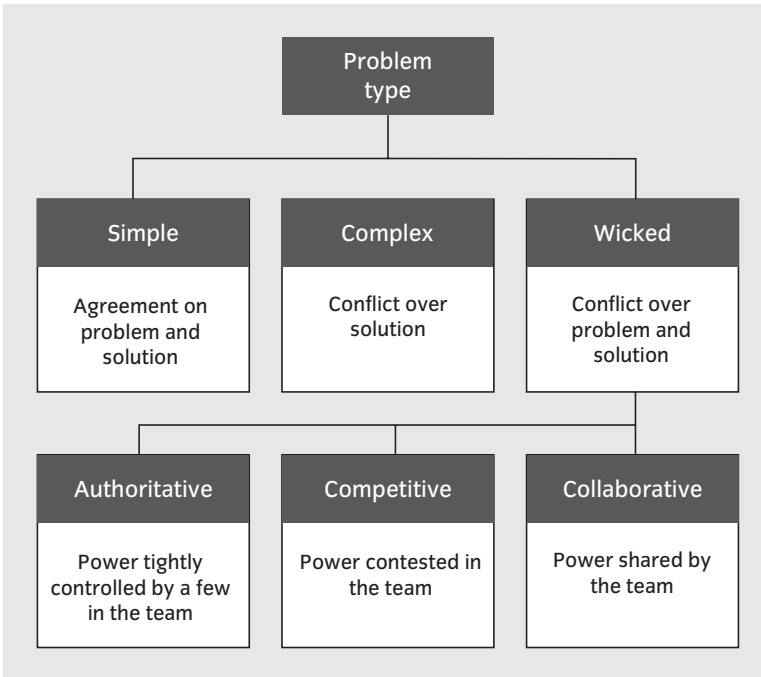 Problem
type
Simple
Agreement on
problem and
solution
Complex
Conflict over
solution
Wicked
Conflict over
problem and
solution
Authoritative
Power tightly
controlled by a few
in the team
Competitive
Power contested in
the team
Collaborative
Power shared by
the team